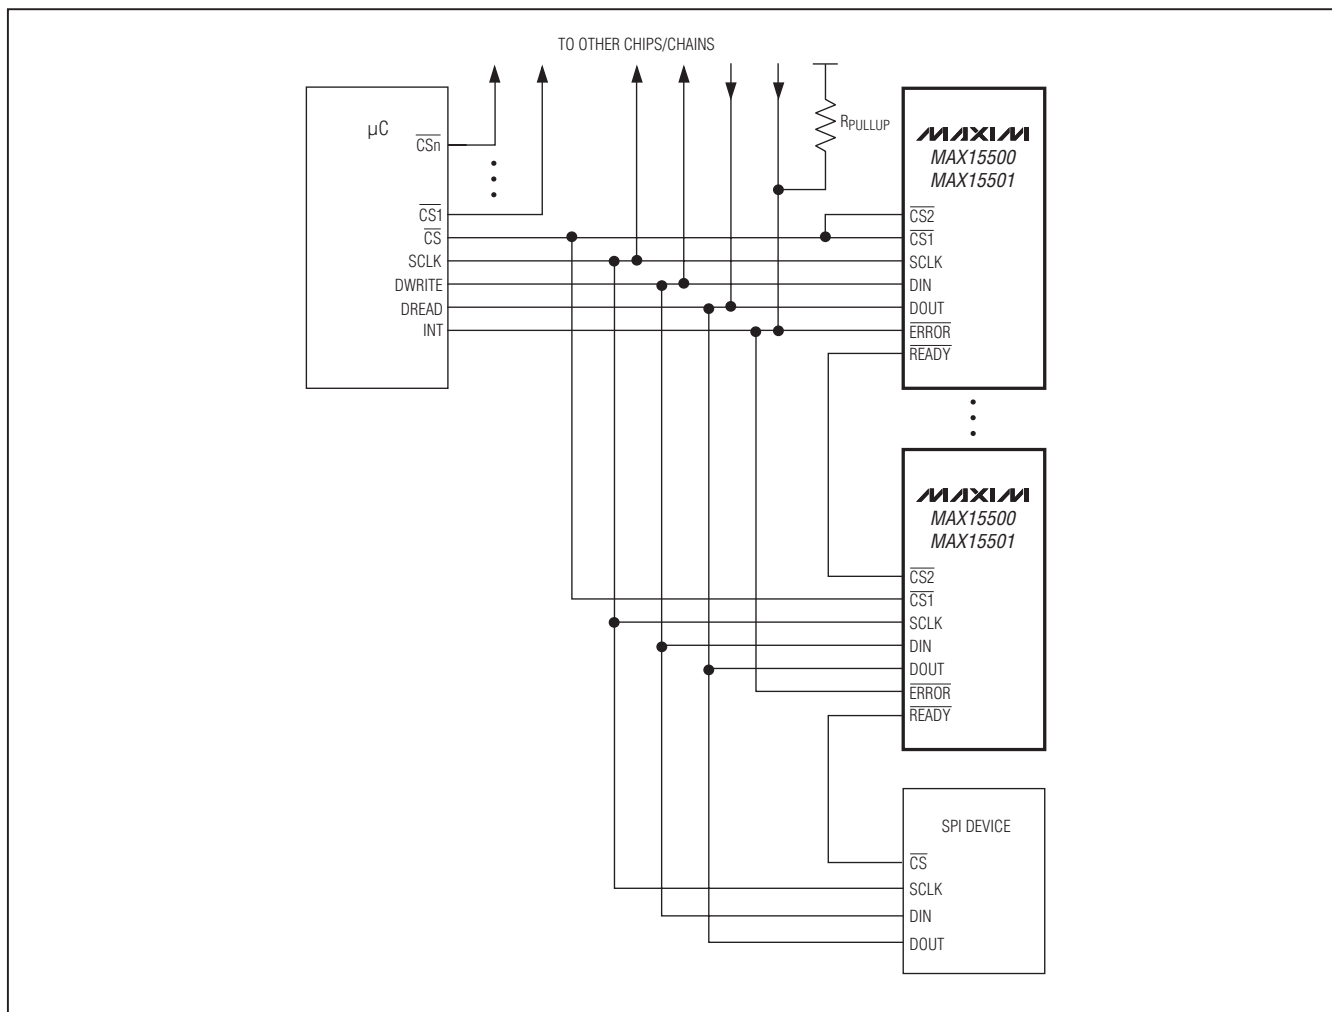 TO OTHER CHIPS/CHAINS
µC
CSn
CS1
CS
SCLK
DWRITE
DREAD
INT
RPULLUP
MAXIM
MAX15500
MAX15501
CS2
CS1
SCLK
DIN
DOUT
ERROR
READY
MAXIM
MAX15500
MAX15501
CS2
CS1
SCLK
DIN
DOUT
ERROR
READY
SPI DEVICE
CS
SCLK
DIN
DOUT